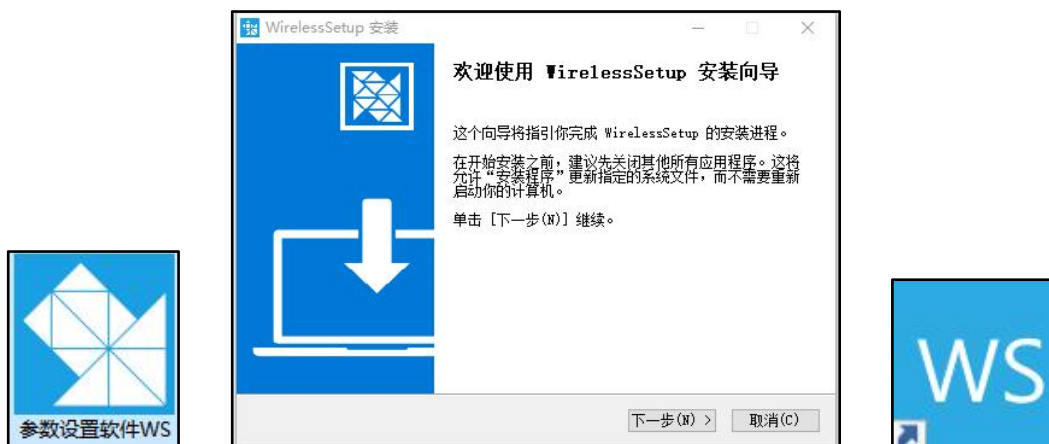 WirelessSetup 安装
欢迎使用 WirelessSetup 安装向导
这个向导将指引你完成 WirelessSetup 的安装进程。
在开始安装之前，建议先关闭其他所有应用程序。这将
允许“安装程序”更新指定的系统文件，而不需要重新
启动你的计算机。
单击 [下一步(N)] 继续。
下一步(N) >
取消(C)
参数设置软件WS
WS